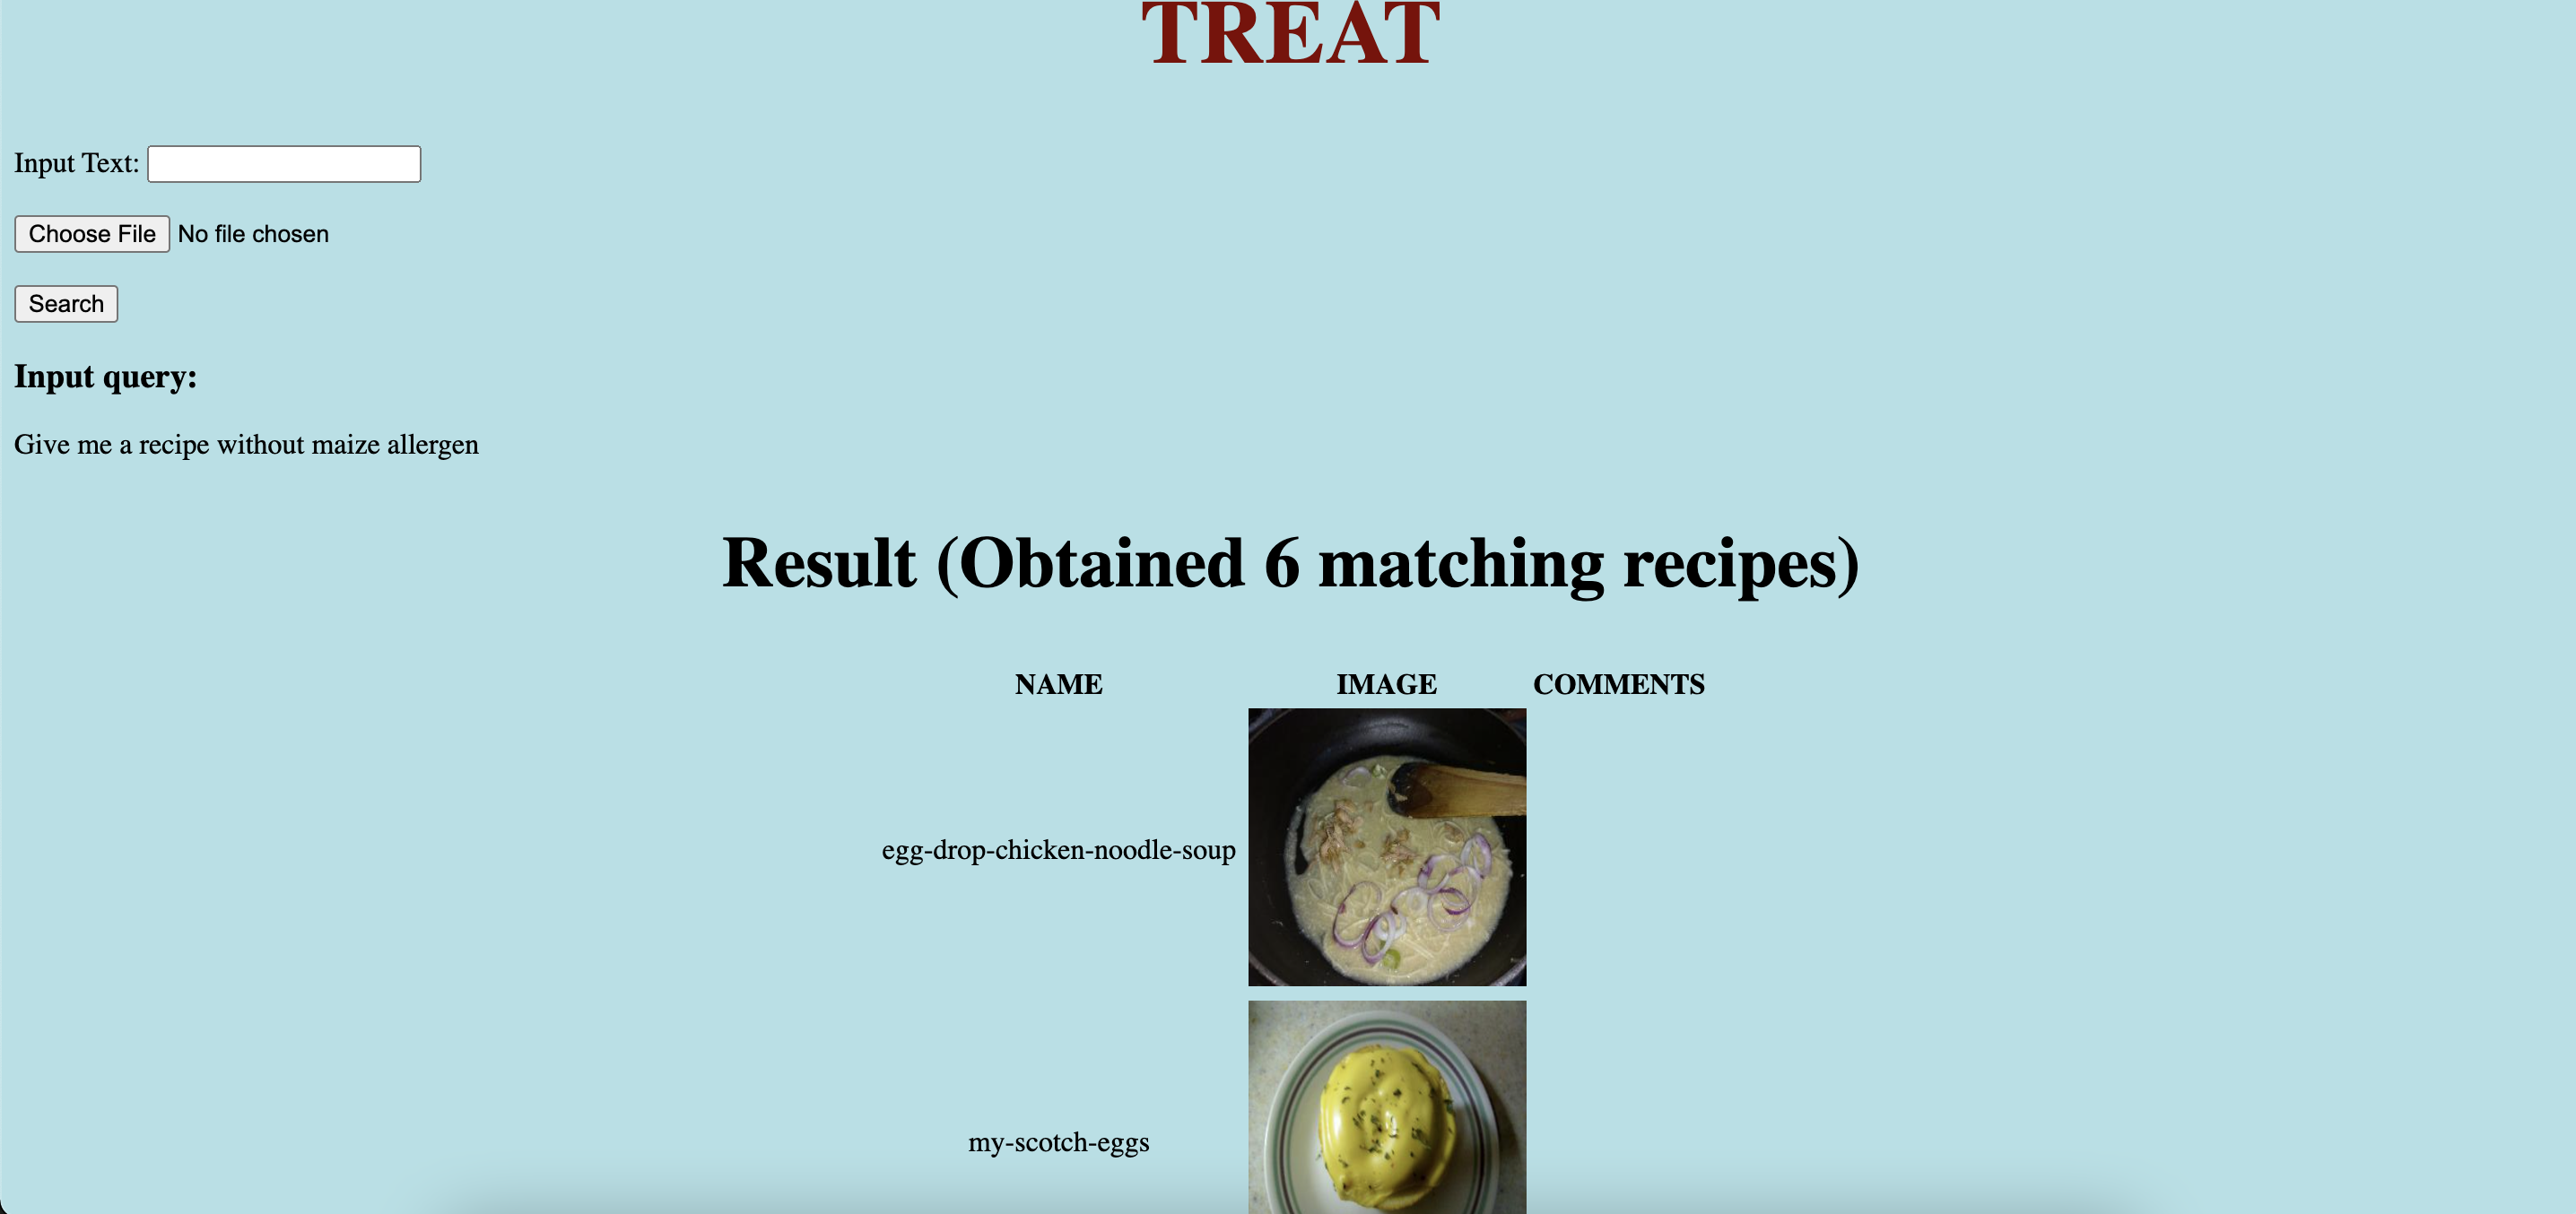 TREAT
Input Text:
Choose File No file chosen
Search
Input query:
Give me a recipe without maize allergen
Result (Obtained 6 matching recipes)
NAME IMAGE COMMENTS
egg-drop-chicken-noodle-soup
my-scotch-eggs